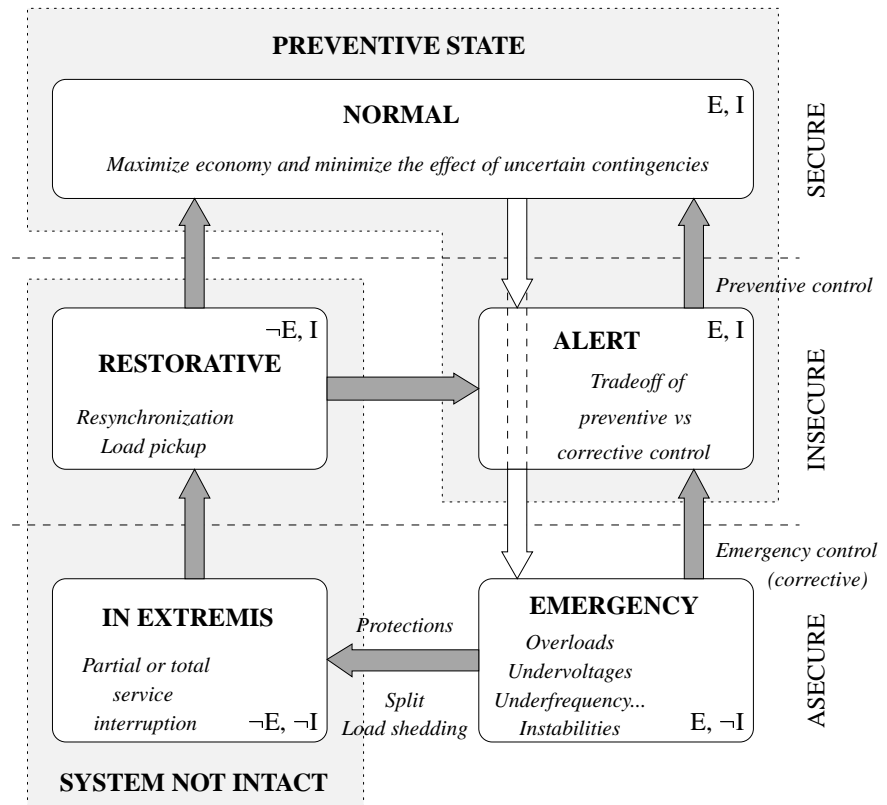 PREVENTIVE STATE
E, I
NORMAL
Maximize economy and minimize the effect of uncertain contingencies
SECURE
Preventive control
¬E, I
RESTORATIVE
Resynchronization
Load pickup
E, I
ALERT
Tradeoff of
preventive vs
corrective control
INSECURE
Emergency control
(corrective)
IN EXTREMIS
Partial or total
service
interruption
¬E, ¬I
Protections
Split
Load shedding
EMERGENCY
Overloads
Undervoltages
Underfrequency...
Instabilities
E, ¬I
ASECURE
SYSTEM NOT INTACT